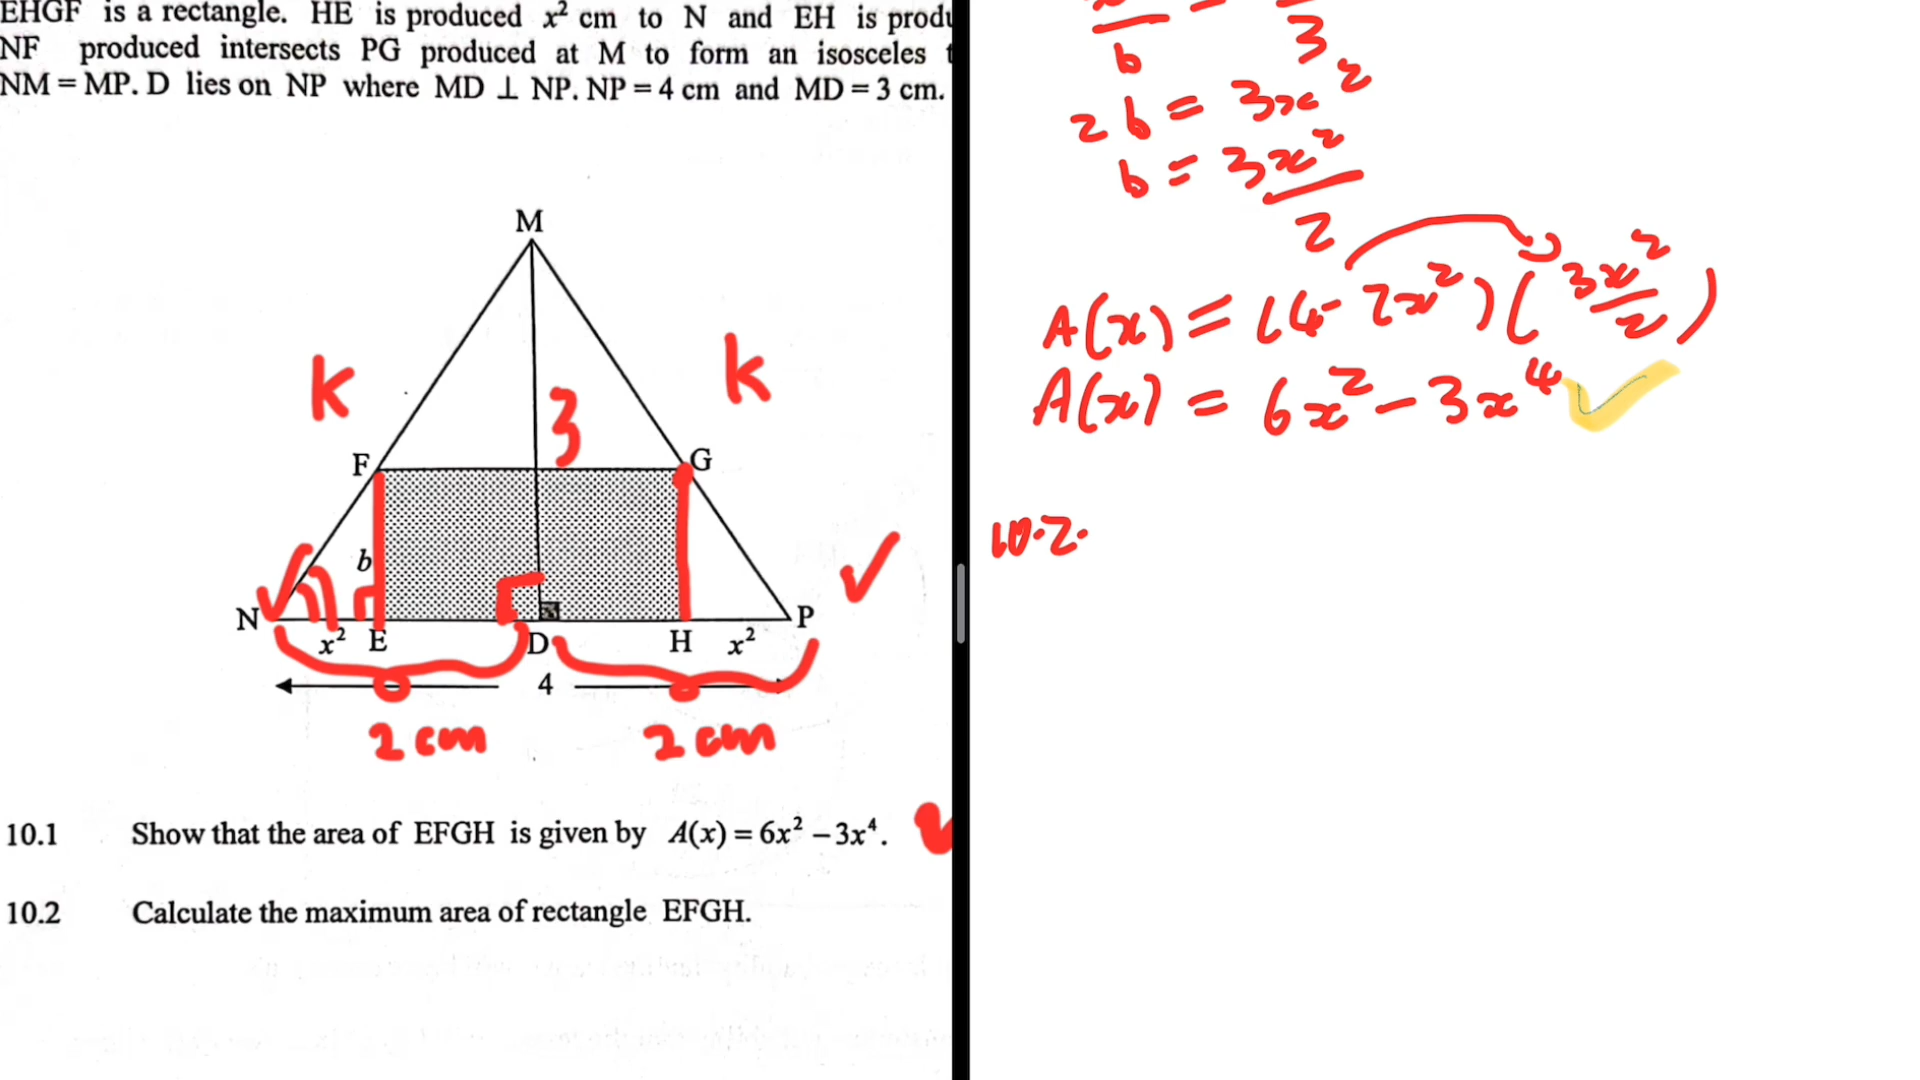 EHGF is a rectangle. HE is produced x² cm to N and EH is produ
NF produced intersects PG produced at M to form an isosceles t
NM = MP. D lies on NP where MD ⊥ NP. NP = 4 cm and MD = 3 cm.
M
k
k
3
F
G
b
N
P
x²
E
D
H
x²
4
2 cm
2 cm
10.1 Show that the area of EFGH is given by A(x) = 6x² – 3x⁴.
10.2 Calculate the maximum area of rectangle EFGH.
b
3
2b = 3x²
b = 3x²/2
A(x) = (4 - 2x²)(3x²/2)
A(x) = 6x² - 3x⁴
10.2.